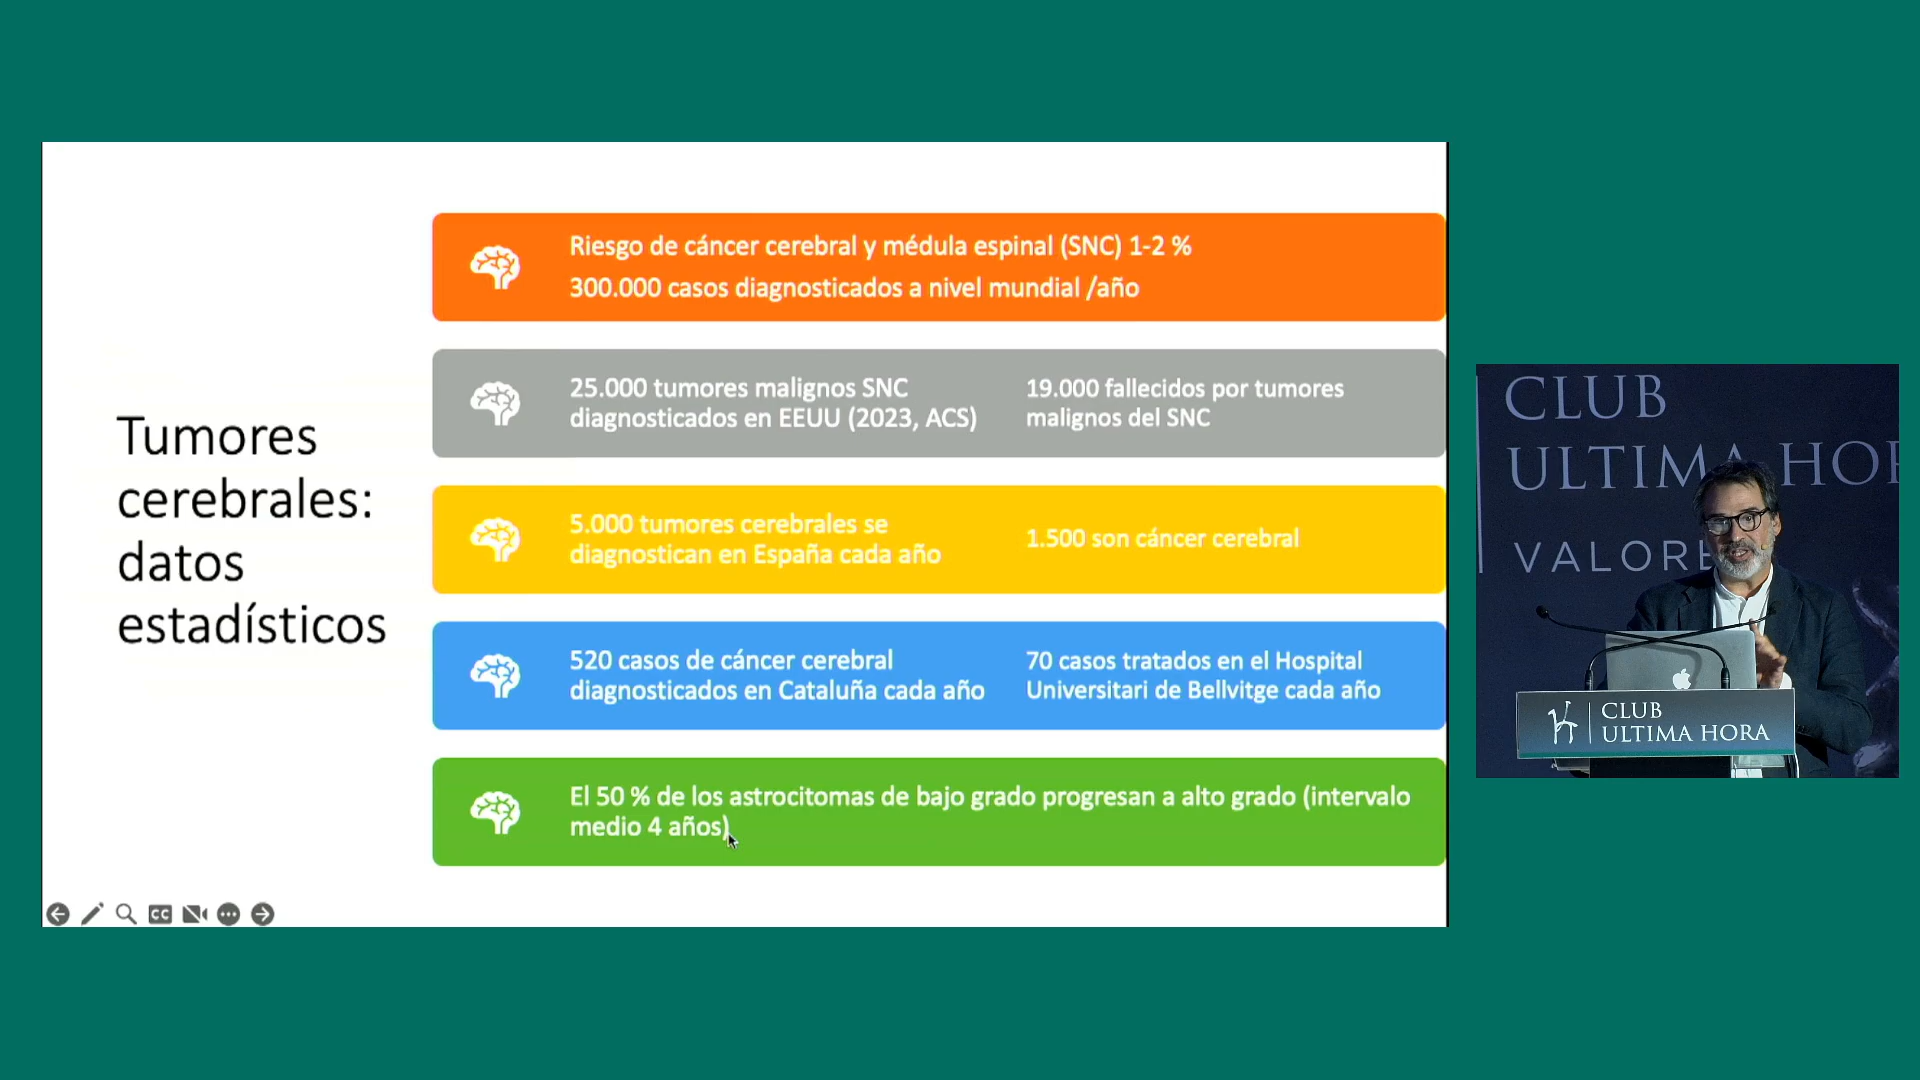 Tumores
cerebrales:
datos
estadísticos
Riesgo de cáncer cerebral y médula espinal (SNC) 1-2 %
300.000 casos diagnosticados a nivel mundial /año
25.000 tumores malignos SNC
diagnosticados en EEUU (2023, ACS)
19.000 fallecidos por tumores
malignos del SNC
5.000 tumores cerebrales se
diagnostican en España cada año
1.500 son cáncer cerebral
520 casos de cáncer cerebral
diagnosticados en Cataluña cada año
70 casos tratados en el Hospital
Universitari de Bellvitge cada año
El 50 % de los astrocitomas de bajo grado progresan a alto grado (intervalo
medio 4 años)
CC
CLUB
ULTIMA HOR
VALORE
CLUB
ULTIMA HORA